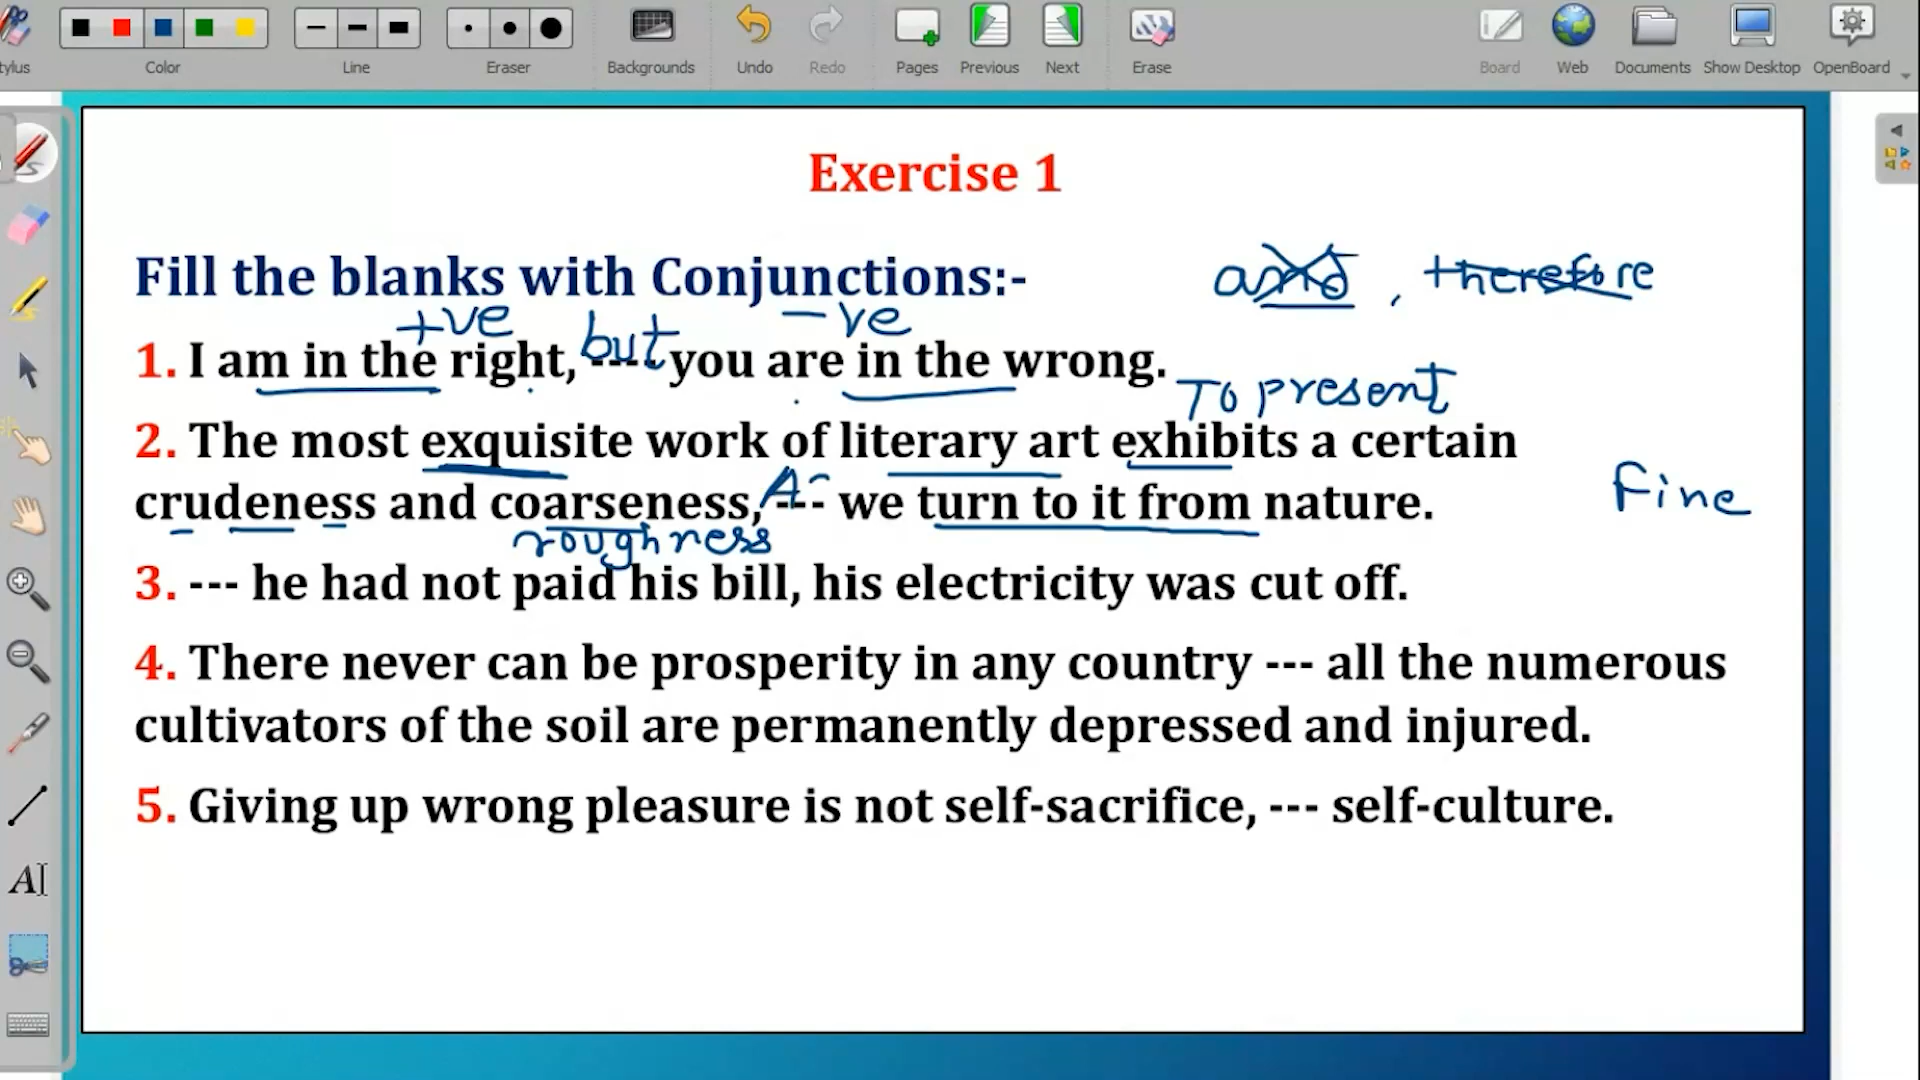 tylus
Color
Line
Eraser
Backgrounds
Undo
Redo
Pages
Previous
Next
Erase
Board
Web
Documents
Show Desktop
OpenBoard
Exercise 1
Fill the blanks with Conjunctions:-
and , therefore
+ve but -ve
1. I am in the right, ---- you are in the wrong.
To present
2. The most exquisite work of literary art exhibits a certain
crudeness and coarseness, --- we turn to it from nature.
Fine
roughness
3. --- he had not paid his bill, his electricity was cut off.
4. There never can be prosperity in any country --- all the numerous
cultivators of the soil are permanently depressed and injured.
5. Giving up wrong pleasure is not self-sacrifice, --- self-culture.